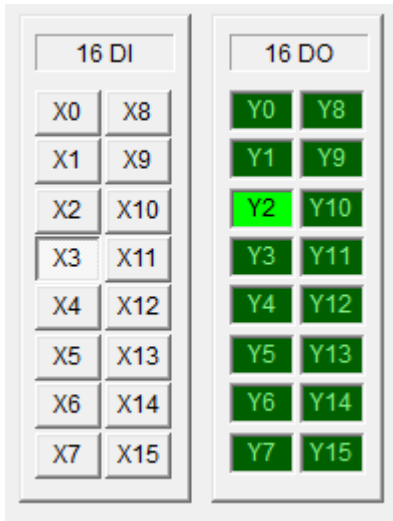 16 DI
X0 X8
X1 X9
X2 X10
X3 X11
X4 X12
X5 X13
X6 X14
X7 X15
16 DO
Y0 Y8
Y1 Y9
Y2 Y10
Y3 Y11
Y4 Y12
Y5 Y13
Y6 Y14
Y7 Y15